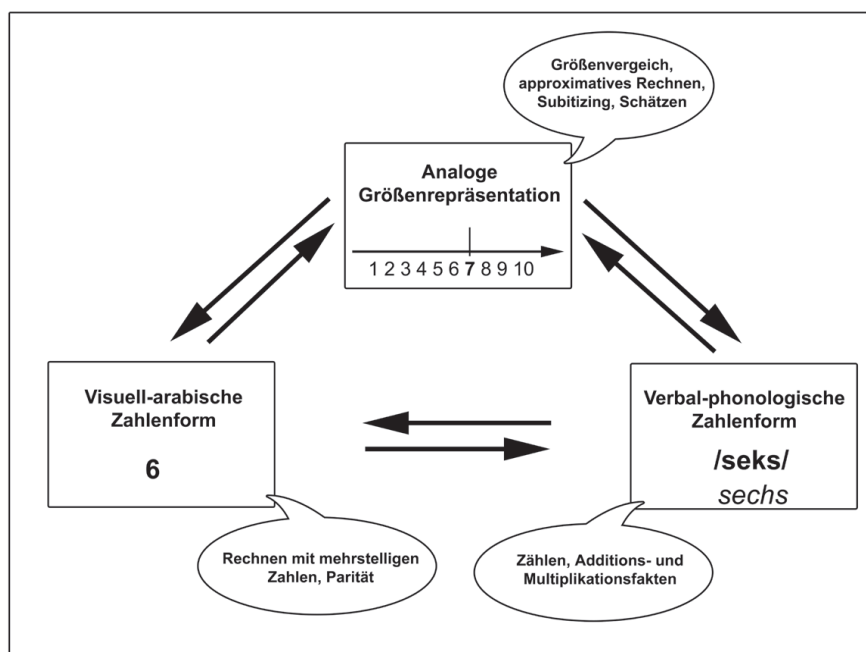 Größenvergeich,
approximatives Rechnen,
Subitizing, Schätzen
Analoge
Größenrepräsentation
1 2 3 4 5 6 7 8 9 10
Visuell-arabische
Zahlenform
6
Verbal-phonologische
Zahlenform
/seks/
sechs
Rechnen mit mehrstelligen
Zahlen, Parität
Zählen, Additions- und
Multiplikationsfakten